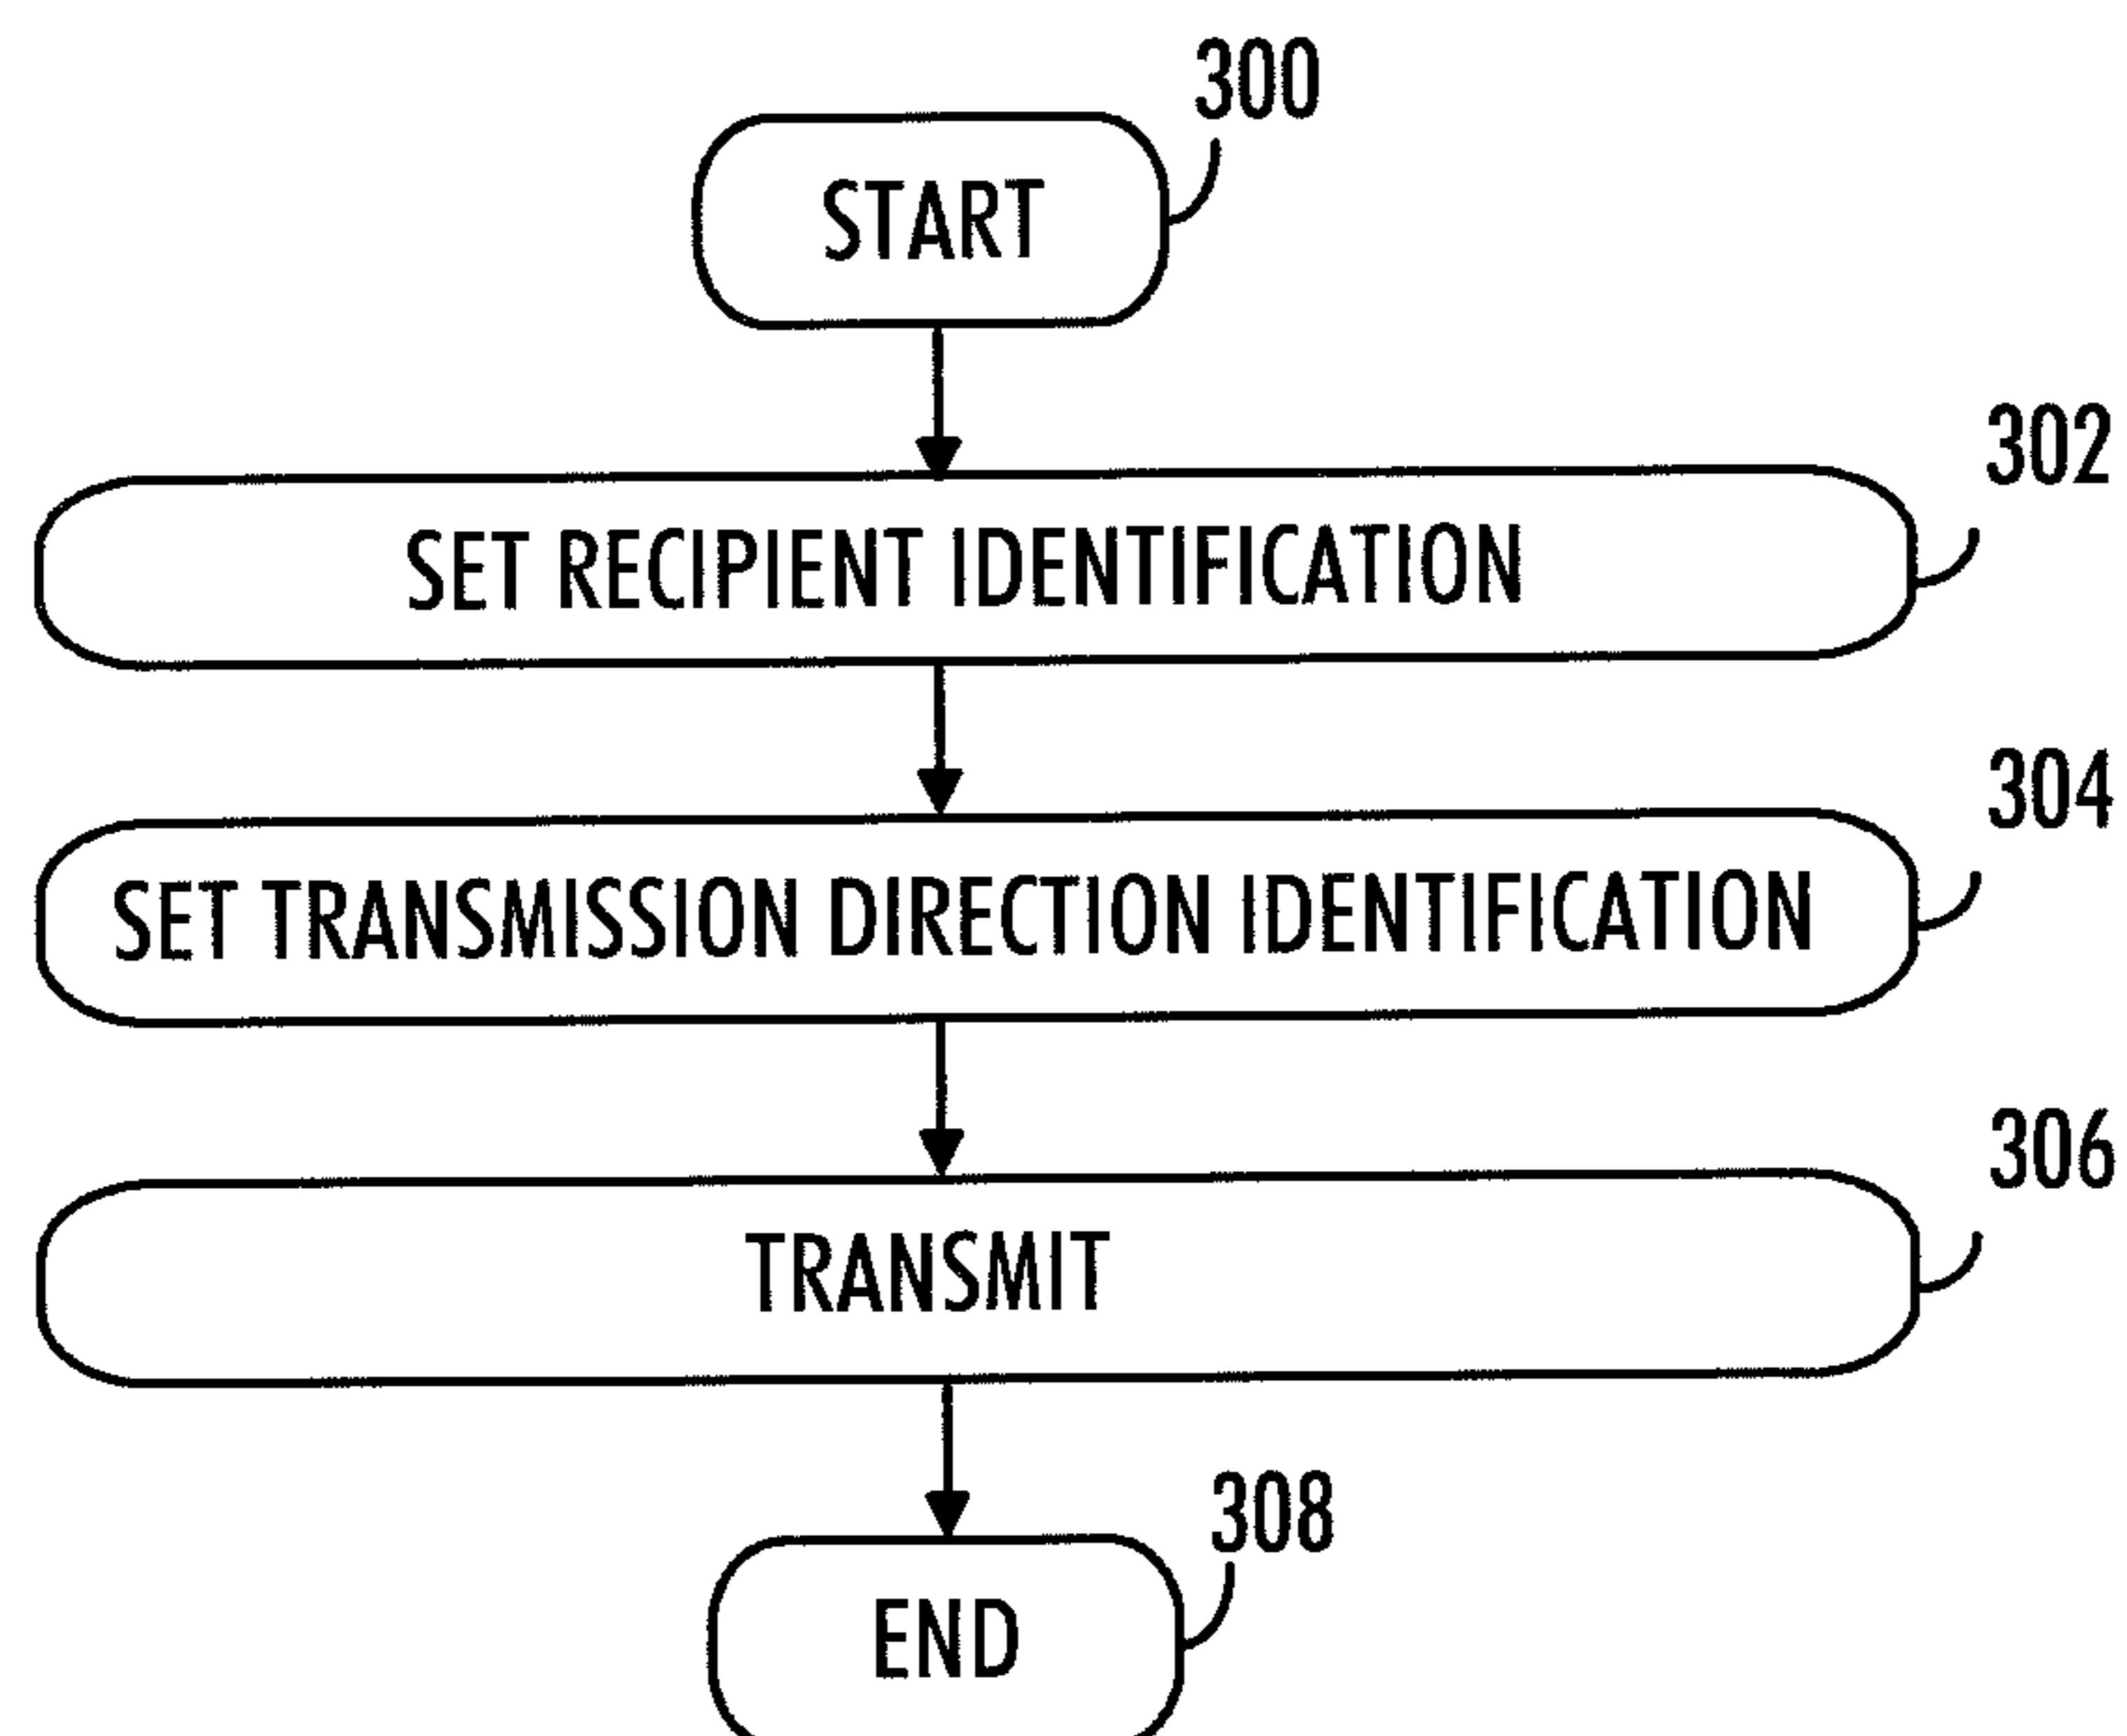 300
START
302
SET RECIPIENT IDENTIFICATION
304
SET TRANSMISSION DIRECTION IDENTIFICATION
306
TRANSMIT
308
END